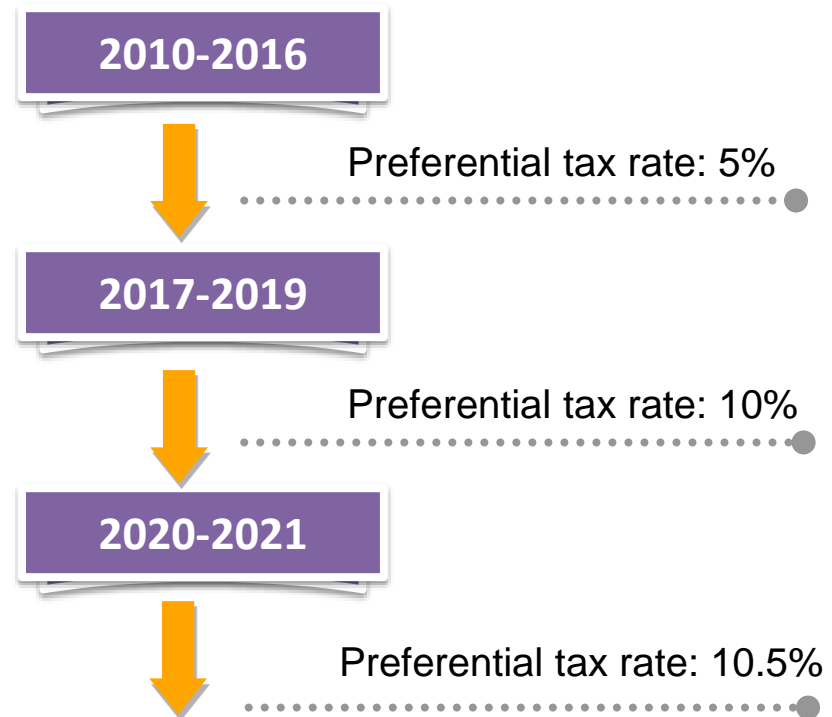 2010-2016
Preferential tax rate: 5%
2017-2019
Preferential tax rate: 10%
2020-2021
Preferential tax rate: 10.5%